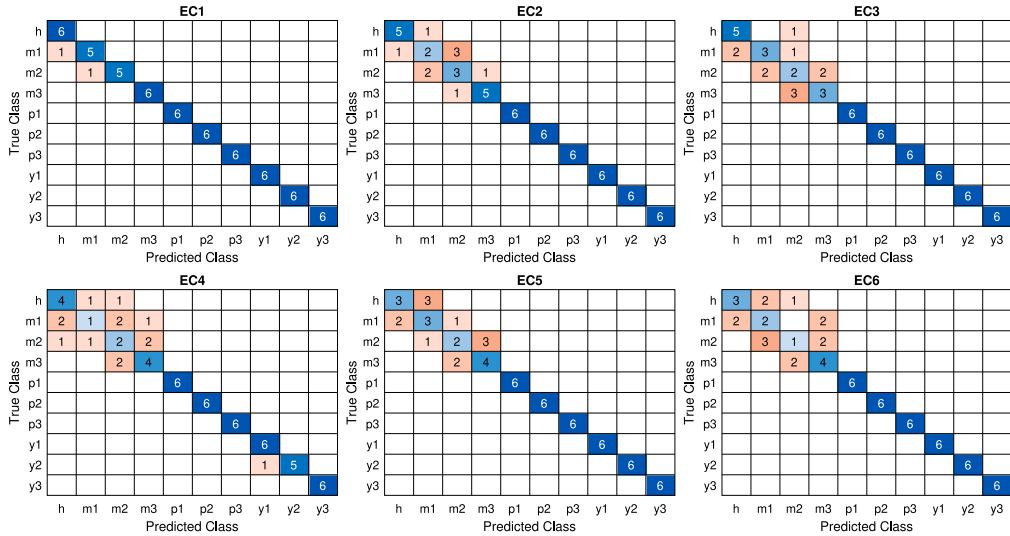 EC1 EC2 EC3
h 6 h 5 1 h 5 1
m1 1 5 m1 1 2 3 m1 2 3 1
m2 1 5 m2 2 3 1 m2 2 2 2
m3 6 m3 1 5 m3 3 3
p1 6 p1 6 p1 6
p2 6 p2 6 p2 6
p3 6 p3 6 p3 6
y1 6 y1 6 y1 6
y2 6 y2 6 y2 6
y3 6 y3 6 y3 6
True Class True Class True Class
h m1 m2 m3 p1 p2 p3 y1 y2 y3 h m1 m2 m3 p1 p2 p3 y1 y2 y3 h m1 m2 m3 p1 p2 p3 y1 y2 y3
Predicted Class Predicted Class Predicted Class
EC4 EC5 EC6
h 4 1 1 h 3 3 h 3 2 1
m1 2 1 2 1 m1 2 3 1 m1 2 2 2
m2 1 1 2 2 m2 1 2 3 m2 3 1 2
m3 2 4 m3 2 4 m3 2 4
p1 6 p1 6 p1 6
p2 6 p2 6 p2 6
p3 6 p3 6 p3 6
y1 6 y1 6 y1 6
y2 1 5 y2 6 y2 6
y3 6 y3 6 y3 6
True Class True Class True Class
h m1 m2 m3 p1 p2 p3 y1 y2 y3 h m1 m2 m3 p1 p2 p3 y1 y2 y3 h m1 m2 m3 p1 p2 p3 y1 y2 y3
Predicted Class Predicted Class Predicted Class